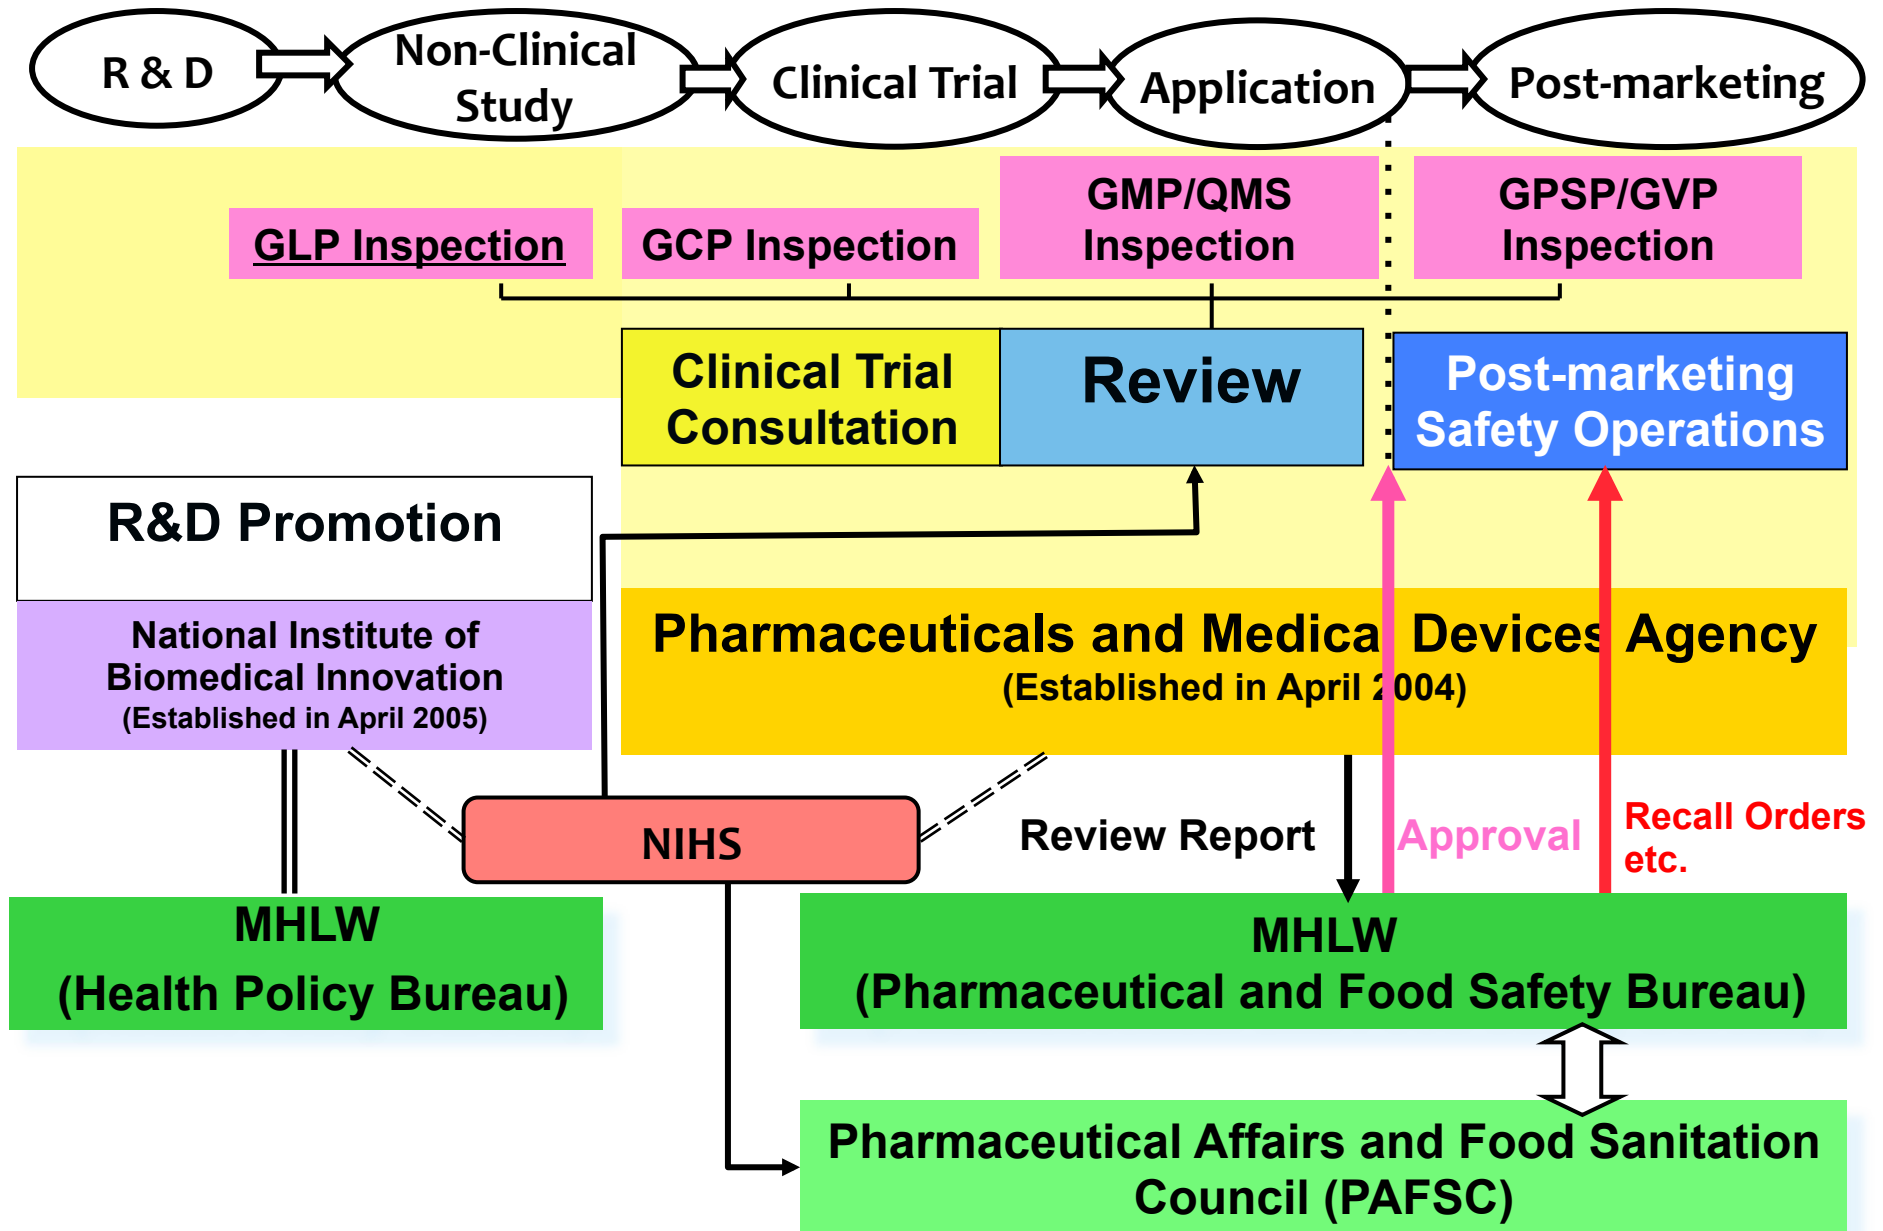 R & D
Non-Clinical
Study
Clinical Trial
Application
Post-marketing
GLP Inspection
GCP Inspection
GMP/QMS
Inspection
GPSP/GVP
Inspection
Clinical Trial
Consultation
Review
Post-marketing
Safety Operations
R&D Promotion
National Institute of
Biomedical Innovation
(Established in April 2005)
Pharmaceuticals and Medical Devices Agency
(Established in April 2004)
NIHS
Review Report
Approval
Recall Orders
etc.
MHLW
(Health Policy Bureau)
MHLW
(Pharmaceutical and Food Safety Bureau)
Pharmaceutical Affairs and Food Sanitation
Council (PAFSC)